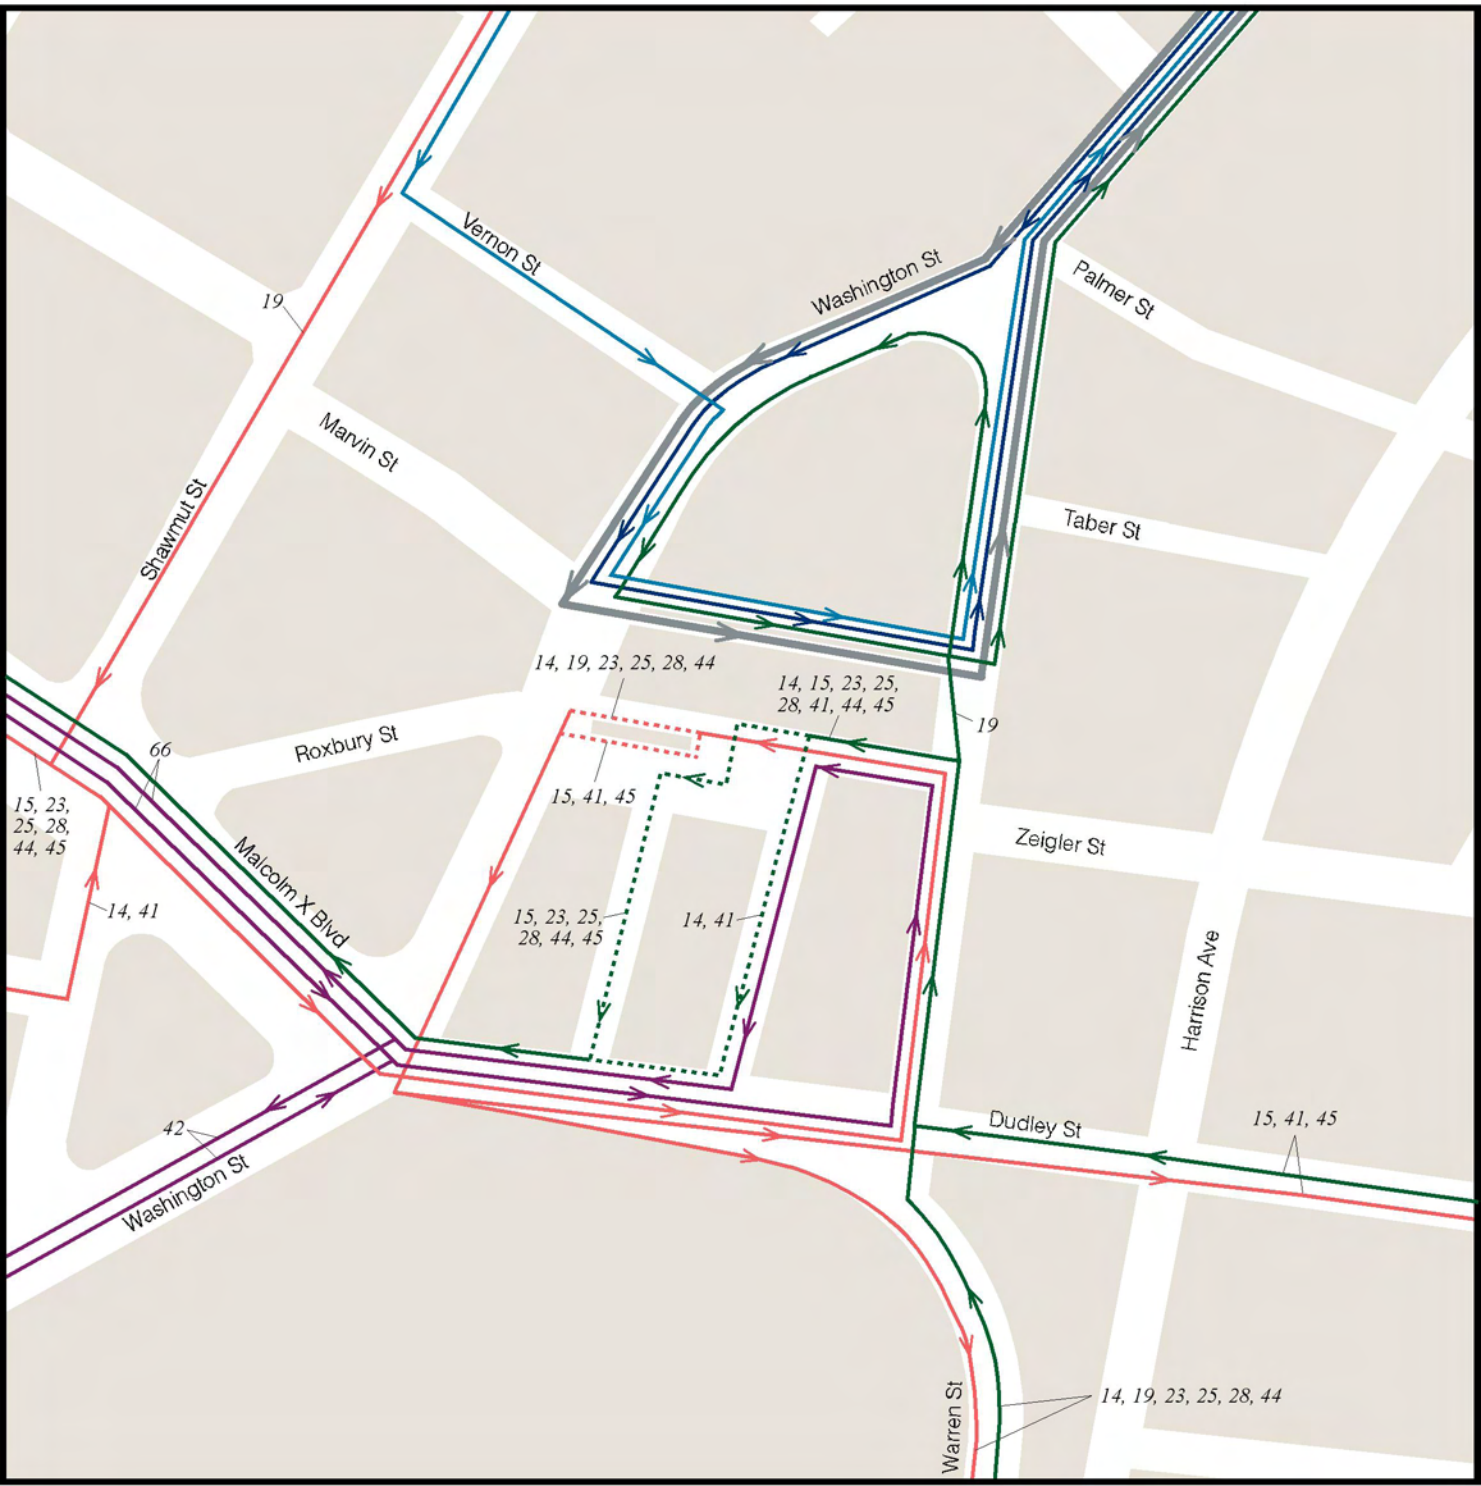 Vernon St
Washington St
Palmer St
19
Marvin St
Shawmut St
Taber St
14, 19, 23, 25, 28, 44
14, 15, 23, 25,
28, 41, 44, 45
19
Roxbury St
66
15, 41, 45
15, 23,
25, 28,
44, 45
Malcolm X Blvd
Zeigler St
14, 41
15, 23, 25,
28, 44, 45
14, 41
Harrison Ave
42
Washington St
Dudley St
15, 41, 45
Warren St
14, 19, 23, 25, 28, 44